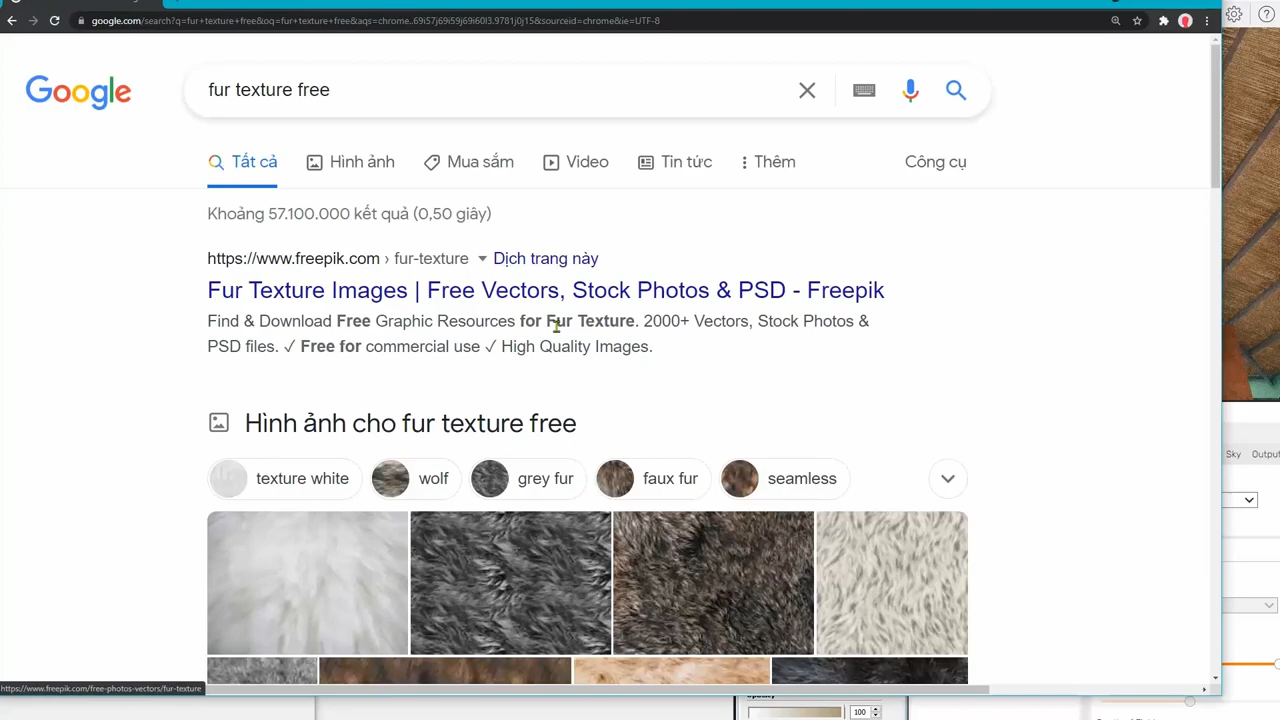 google.com/search?q=fur+texture+free&oq=fur+texture+free&aqs=chrome..69i57j69i59j69i60l3.9781j0j15&sourceid=chrome&ie=UTF-8
Google
fur texture free
Tất cả
Hình ảnh
Mua sắm
Video
Tin tức
Thêm
Công cụ
Khoảng 57.100.000 kết quả (0,50 giây)
https://www.freepik.com › fur-texture Dịch trang này
Fur Texture Images | Free Vectors, Stock Photos & PSD - Freepik
Find & Download Free Graphic Resources for Fur Texture. 2000+ Vectors, Stock Photos &
PSD files. ✓ Free for commercial use ✓ High Quality Images.
Hình ảnh cho fur texture free
texture white
wolf
grey fur
faux fur
seamless
Sky
Output
https://www.freepik.com/free-photos-vectors/fur-texture
100